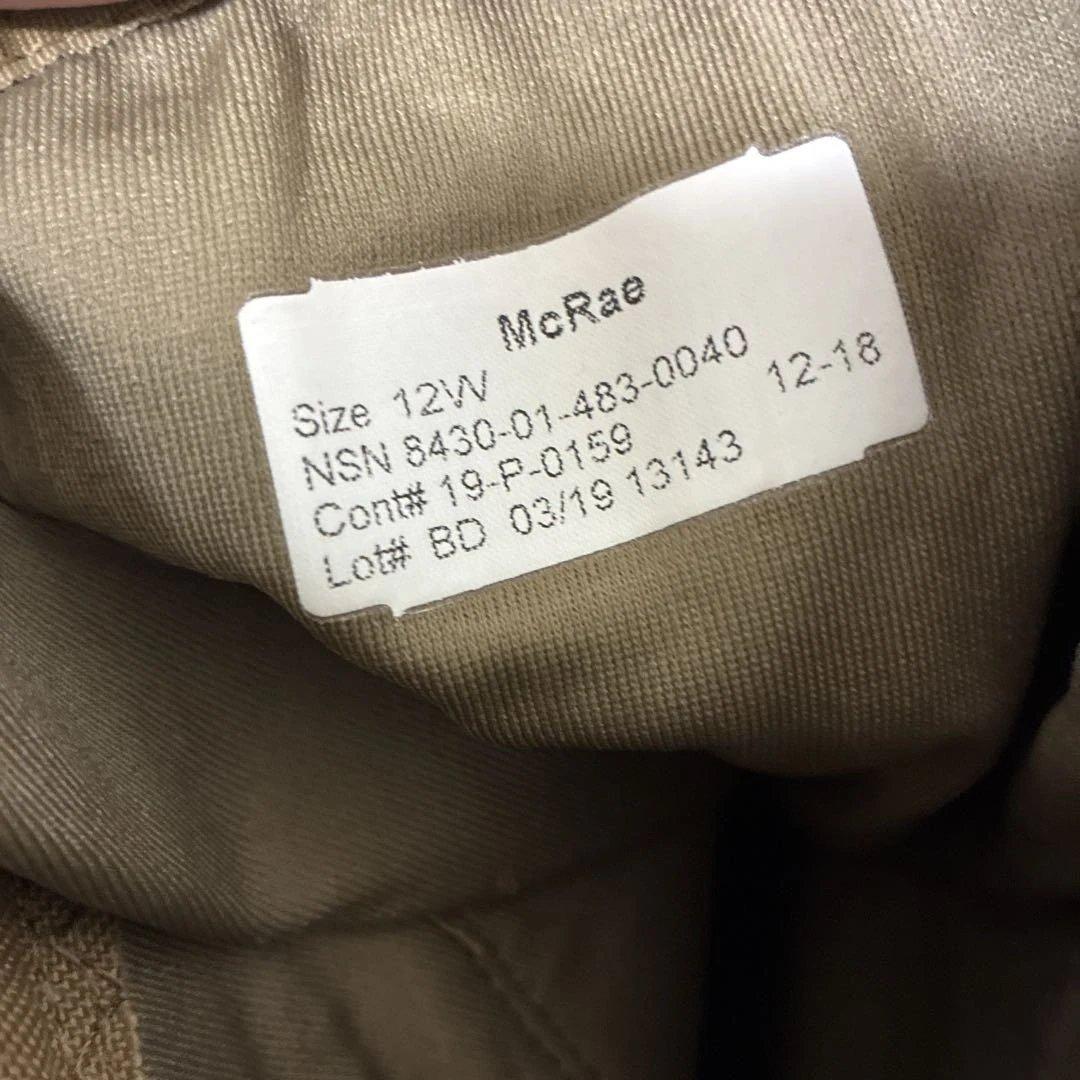 McRae
Size 12W
NSN 8430-01-483-0040 12-18
Cont# 19-P-0159
Lot# BD 03/19 13143